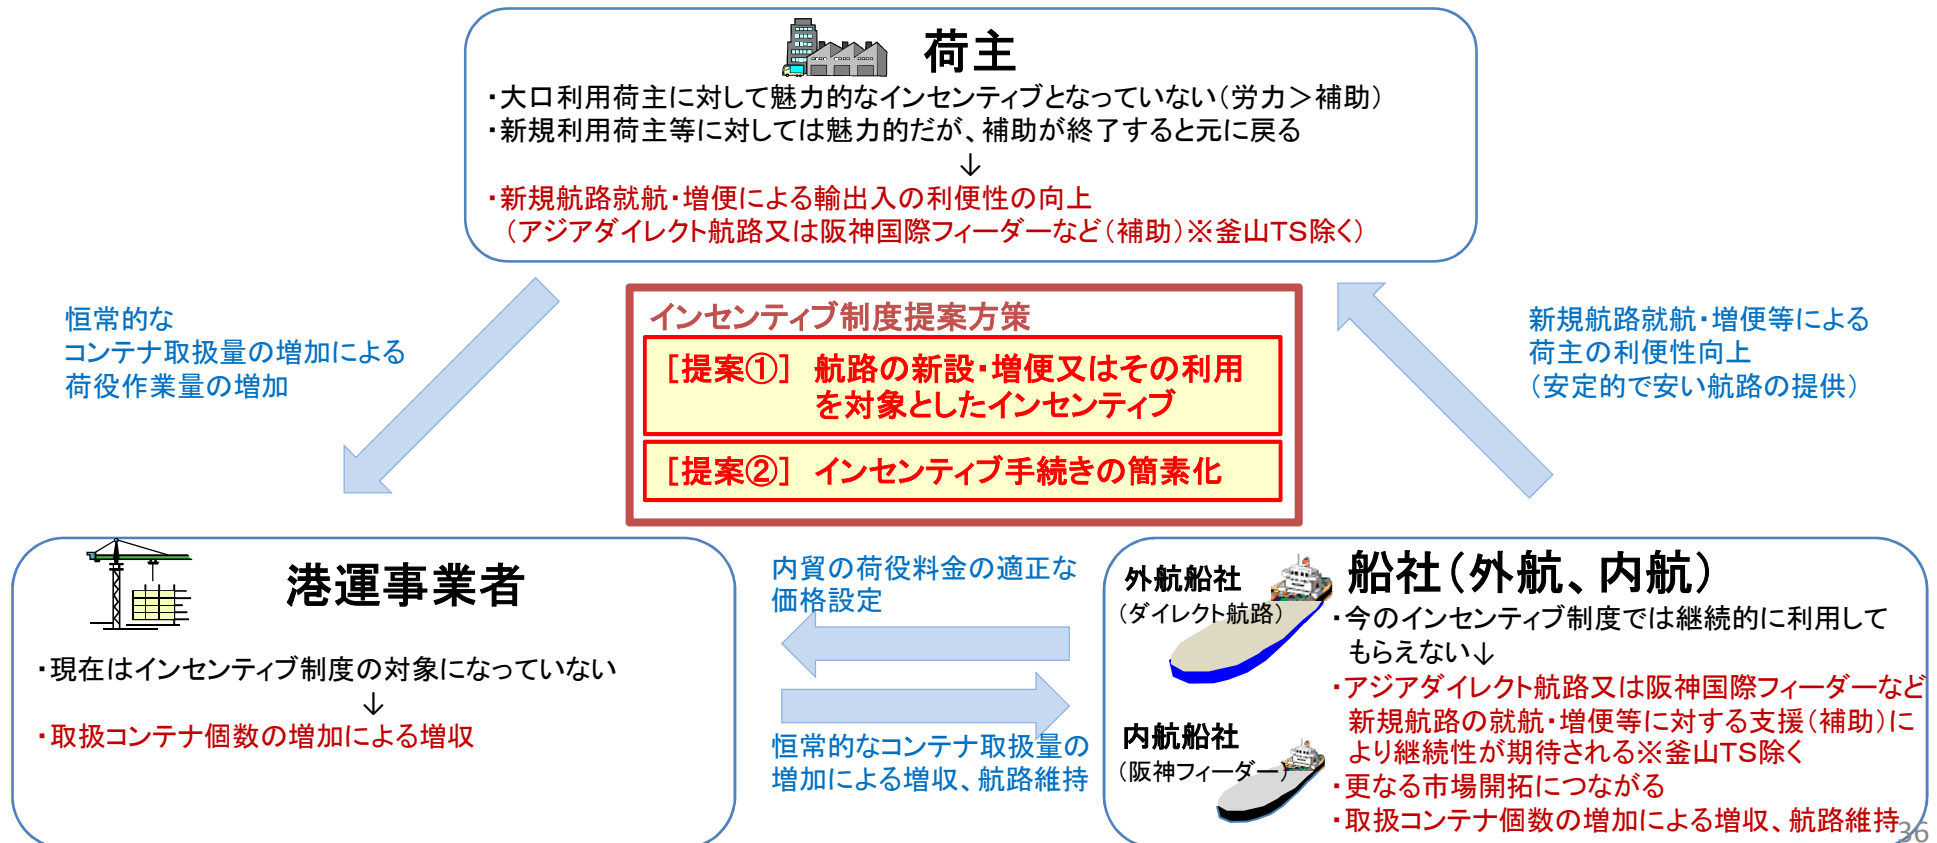 荷主
・大口利用荷主に対して魅力的なインセンティブとなっていない（労力＞補助）
・新規利用荷主等に対しては魅力的だが、補助が終了すると元に戻る
↓
・新規航路就航・増便による輸出入の利便性の向上
（アジアダイレクト航路又は阪神国際フィーダーなど（補助）※釜山TS除く）
恒常的な
コンテナ取扱量の増加による
荷役作業量の増加
インセンティブ制度提案方策
［提案①］ 航路の新設・増便又はその利用
を対象としたインセンティブ
［提案②］ インセンティブ手続きの簡素化
新規航路就航・増便等による
荷主の利便性向上
（安定的で安い航路の提供）
港運事業者
・現在はインセンティブ制度の対象になっていない
↓
・取扱コンテナ個数の増加による増収
内貿の荷役料金の適正な
価格設定
恒常的なコンテナ取扱量の
増加による増収、航路維持
外航船社
（ダイレクト航路）
内航船社
（阪神フィーダー）
船社（外航、内航）
・今のインセンティブ制度では継続的に利用して
もらえない↓
・アジアダイレクト航路又は阪神国際フィーダーなど
新規航路の就航・増便等に対する支援（補助）に
より継続性が期待される※釜山TS除く
・更なる市場開拓につながる
・取扱コンテナ個数の増加による増収、航路維持
36